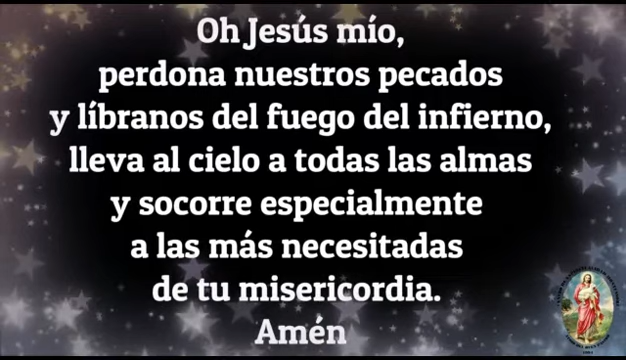 Oh Jesús mío,
perdona nuestros pecados
y líbranos del fuego del infierno,
lleva al cielo a todas las almas
y socorre especialmente
a las más necesitadas
de tu misericordia.
Amén